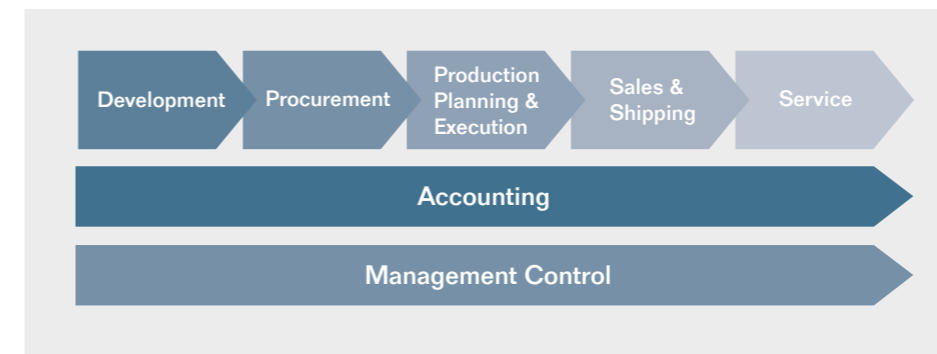 Development
Procurement
Production
Planning &
Execution
Sales &
Shipping
Service
Accounting
Management Control